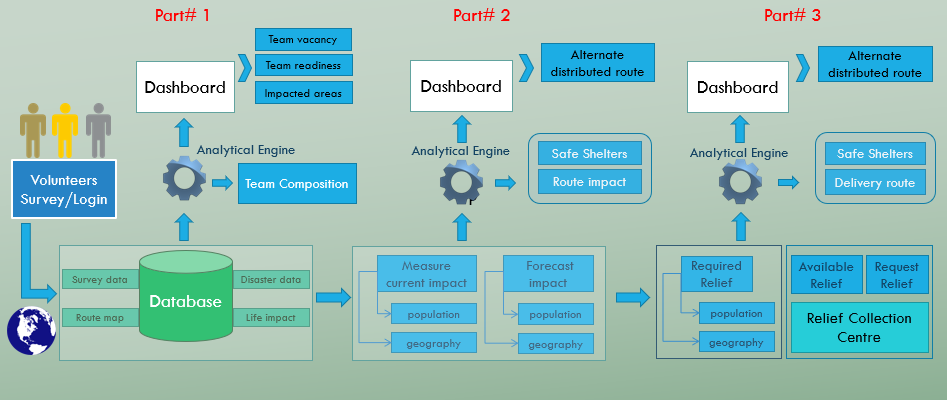 Part# 1
Part# 2
Part# 3
Team vacancy
Team readiness
Impacted areas
Dashboard
Alternate
distributed route
Dashboard
Alternate
distributed route
Dashboard
Analytical Engine
Team Composition
Analytical Engine
Safe Shelters
Route impact
Analytical Engine
Safe Shelters
Delivery route
Volunteers
Survey/Login
Survey data
Route map
Database
Disaster data
Life impact
Measure
current impact
population
geography
Forecast
impact
population
geography
Required
Relief
population
geography
Available
Relief
Request
Relief
Relief Collection
Centre